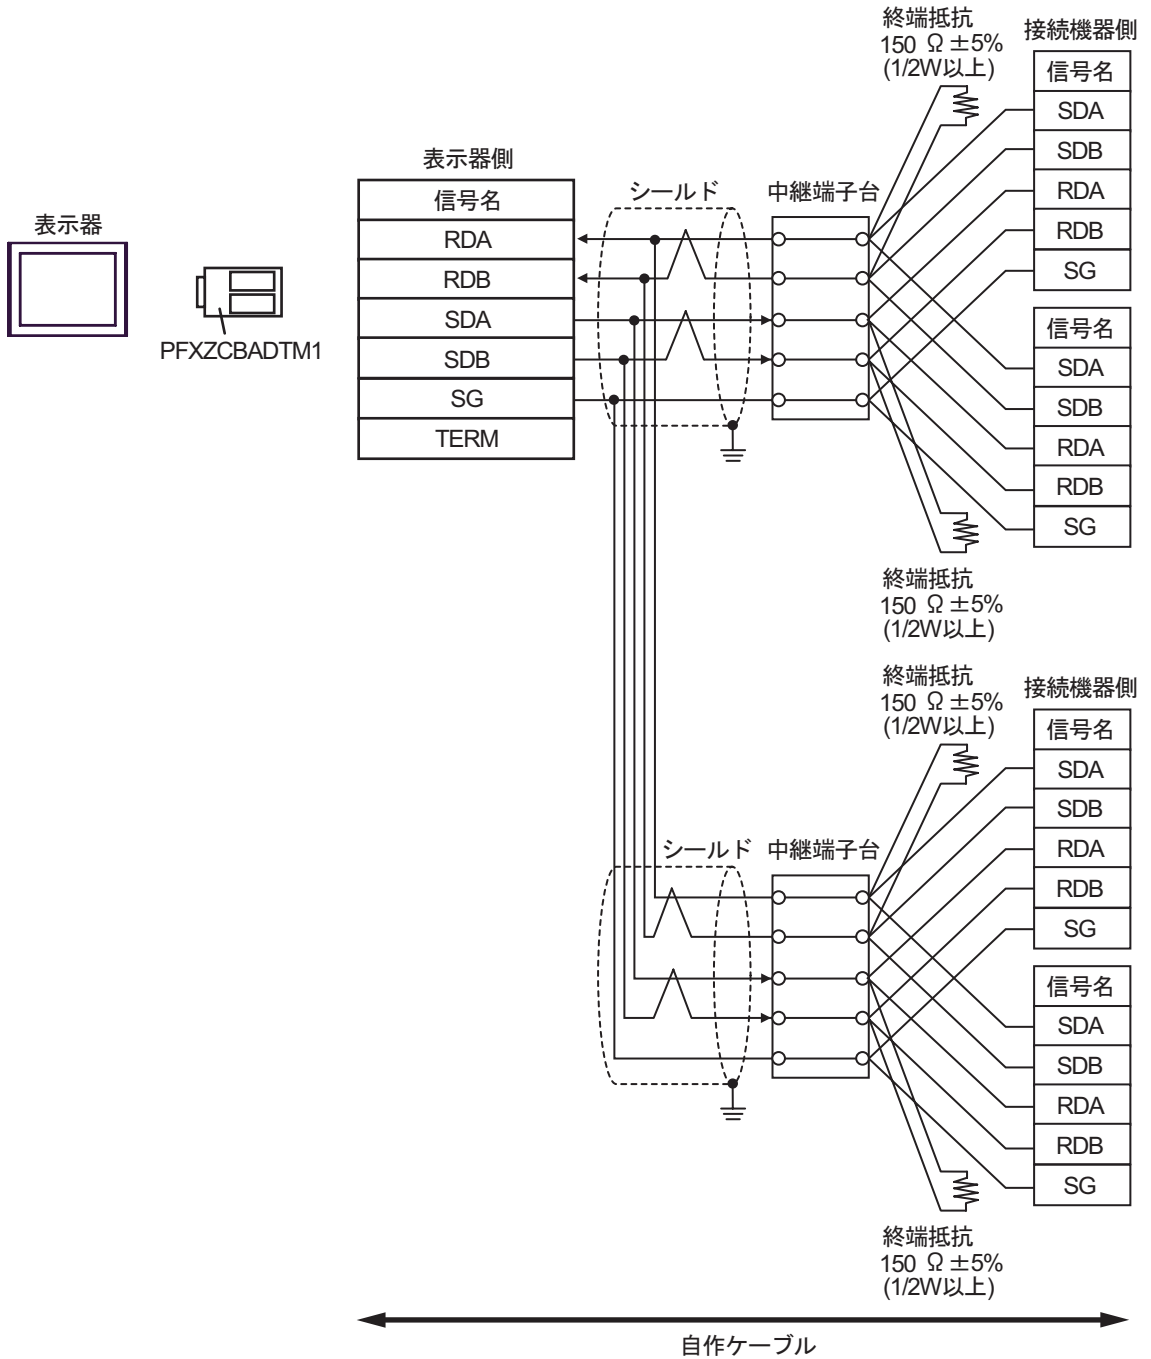 終端抵抗
150 Ω ±5%
(1/2W以上)
接続機器側
信号名
SDA
SDB
RDA
RDB
SG
表示器
PFXZCBADTM1
表示器側
信号名
RDA
RDB
SDA
SDB
SG
TERM
シールド
中継端子台
信号名
SDA
SDB
RDA
RDB
SG
終端抵抗
150 Ω ±5%
(1/2W以上)
終端抵抗
150 Ω ±5%
(1/2W以上)
接続機器側
信号名
SDA
SDB
RDA
RDB
SG
シールド
中継端子台
信号名
SDA
SDB
RDA
RDB
SG
終端抵抗
150 Ω ±5%
(1/2W以上)
自作ケーブル